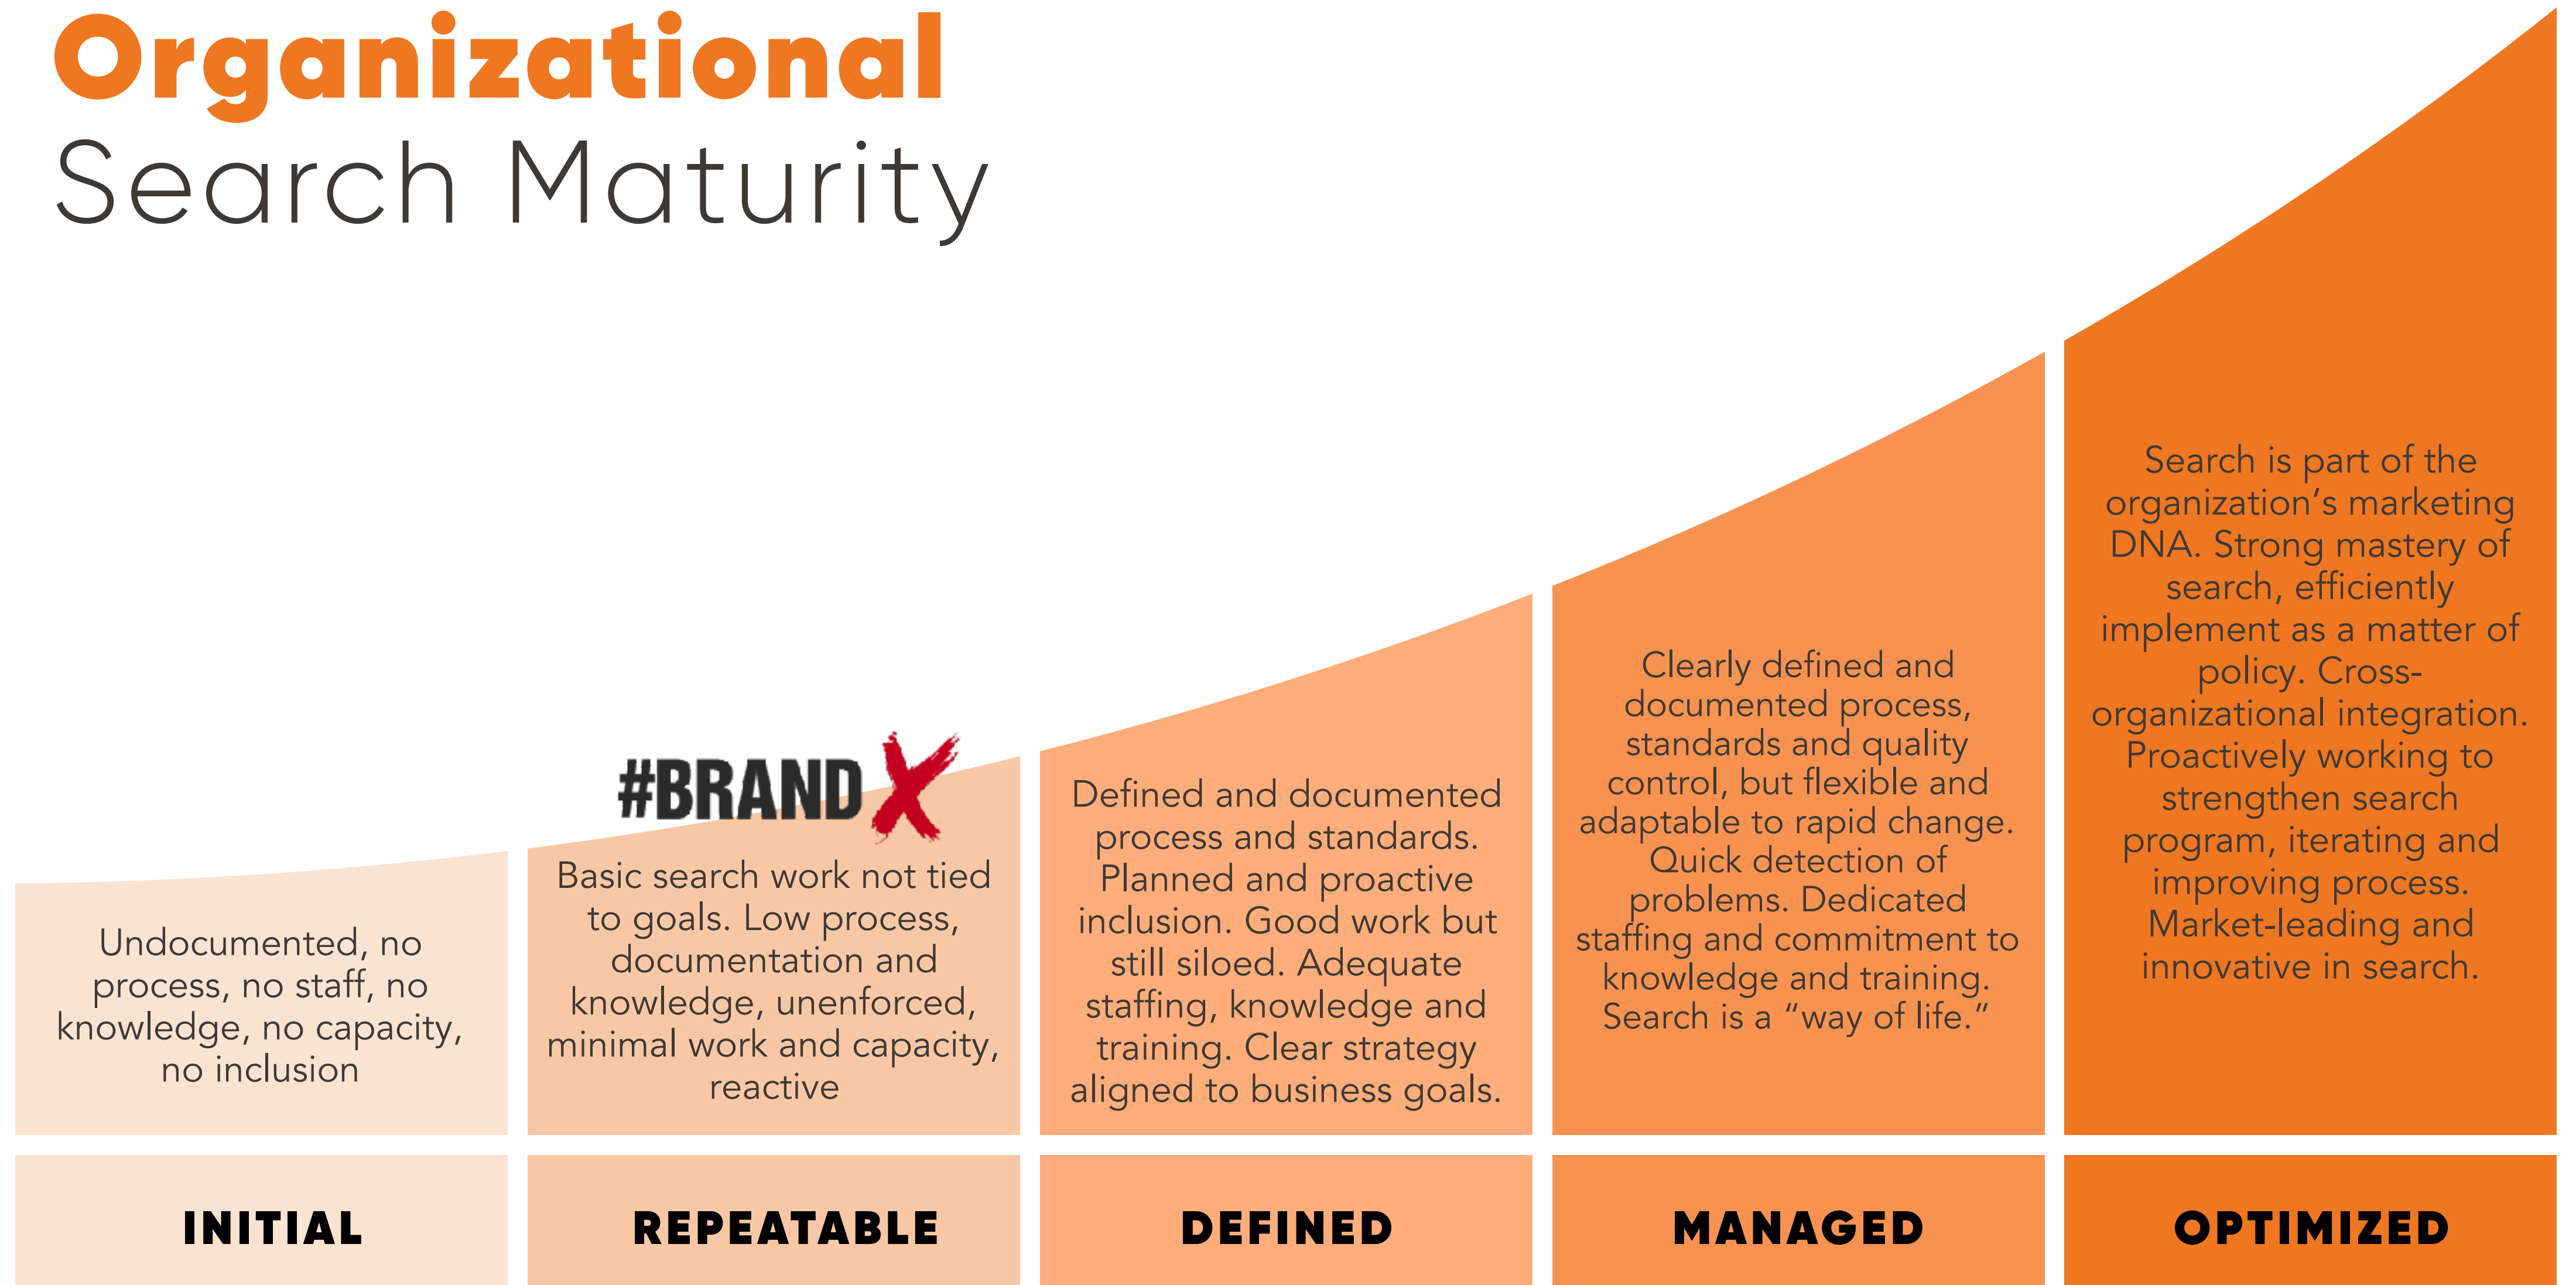 Organizational
Search Maturity
#BRAND X
Undocumented, no
process, no staff, no
knowledge, no capacity,
no inclusion
Basic search work not tied
to goals. Low process,
documentation and
knowledge, unenforced,
minimal work and capacity,
reactive
Defined and documented
process and standards.
Planned and proactive
inclusion. Good work but
still siloed. Adequate
staffing, knowledge and
training. Clear strategy
aligned to business goals.
Clearly defined and
documented process,
standards and quality
control, but flexible and
adaptable to rapid change.
Quick detection of
problems. Dedicated
staffing and commitment to
knowledge and training.
Search is a “way of life.”
Search is part of the
organization’s marketing
DNA. Strong mastery of
search, efficiently
implement as a matter of
policy. Cross-
organizational integration.
Proactively working to
strengthen search
program, iterating and
improving process.
Market-leading and
innovative in search.
INITIAL
REPEATABLE
DEFINED
MANAGED
OPTIMIZED